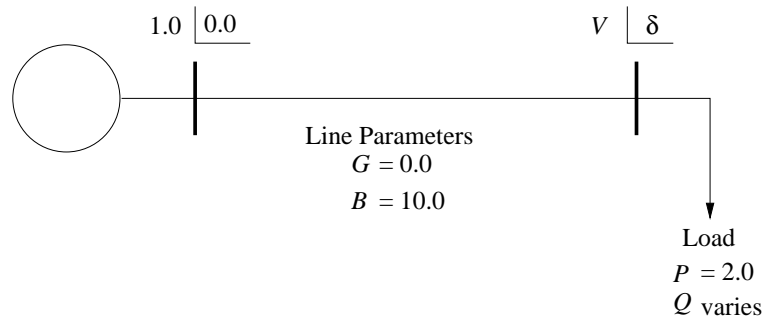 1.0 0.0
V δ
Line Parameters
G = 0.0
B = 10.0
Load
P = 2.0
Q varies